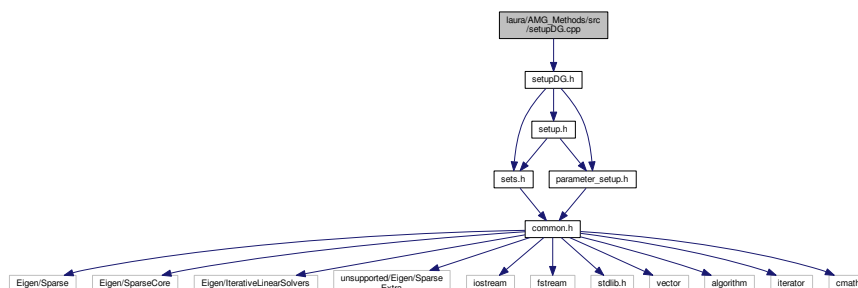 laura/AMG_Methods/src
/setupDG.cpp
setupDG.h
setup.h
sets.h
parameter_setup.h
common.h
Eigen/Sparse
Eigen/SparseCore
Eigen/IterativeLinearSolvers
unsupported/Eigen/Sparse
Extra
iostream
fstream
stdlib.h
vector
algorithm
iterator
cmath